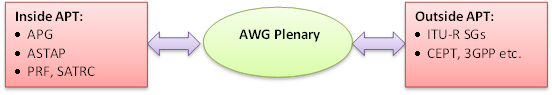 Inside APT:
• APG
• ASTAP
• PRF, SATRC
AWG Plenary
Outside APT:
• ITU-R SGs
• CEPT, 3GPP etc.